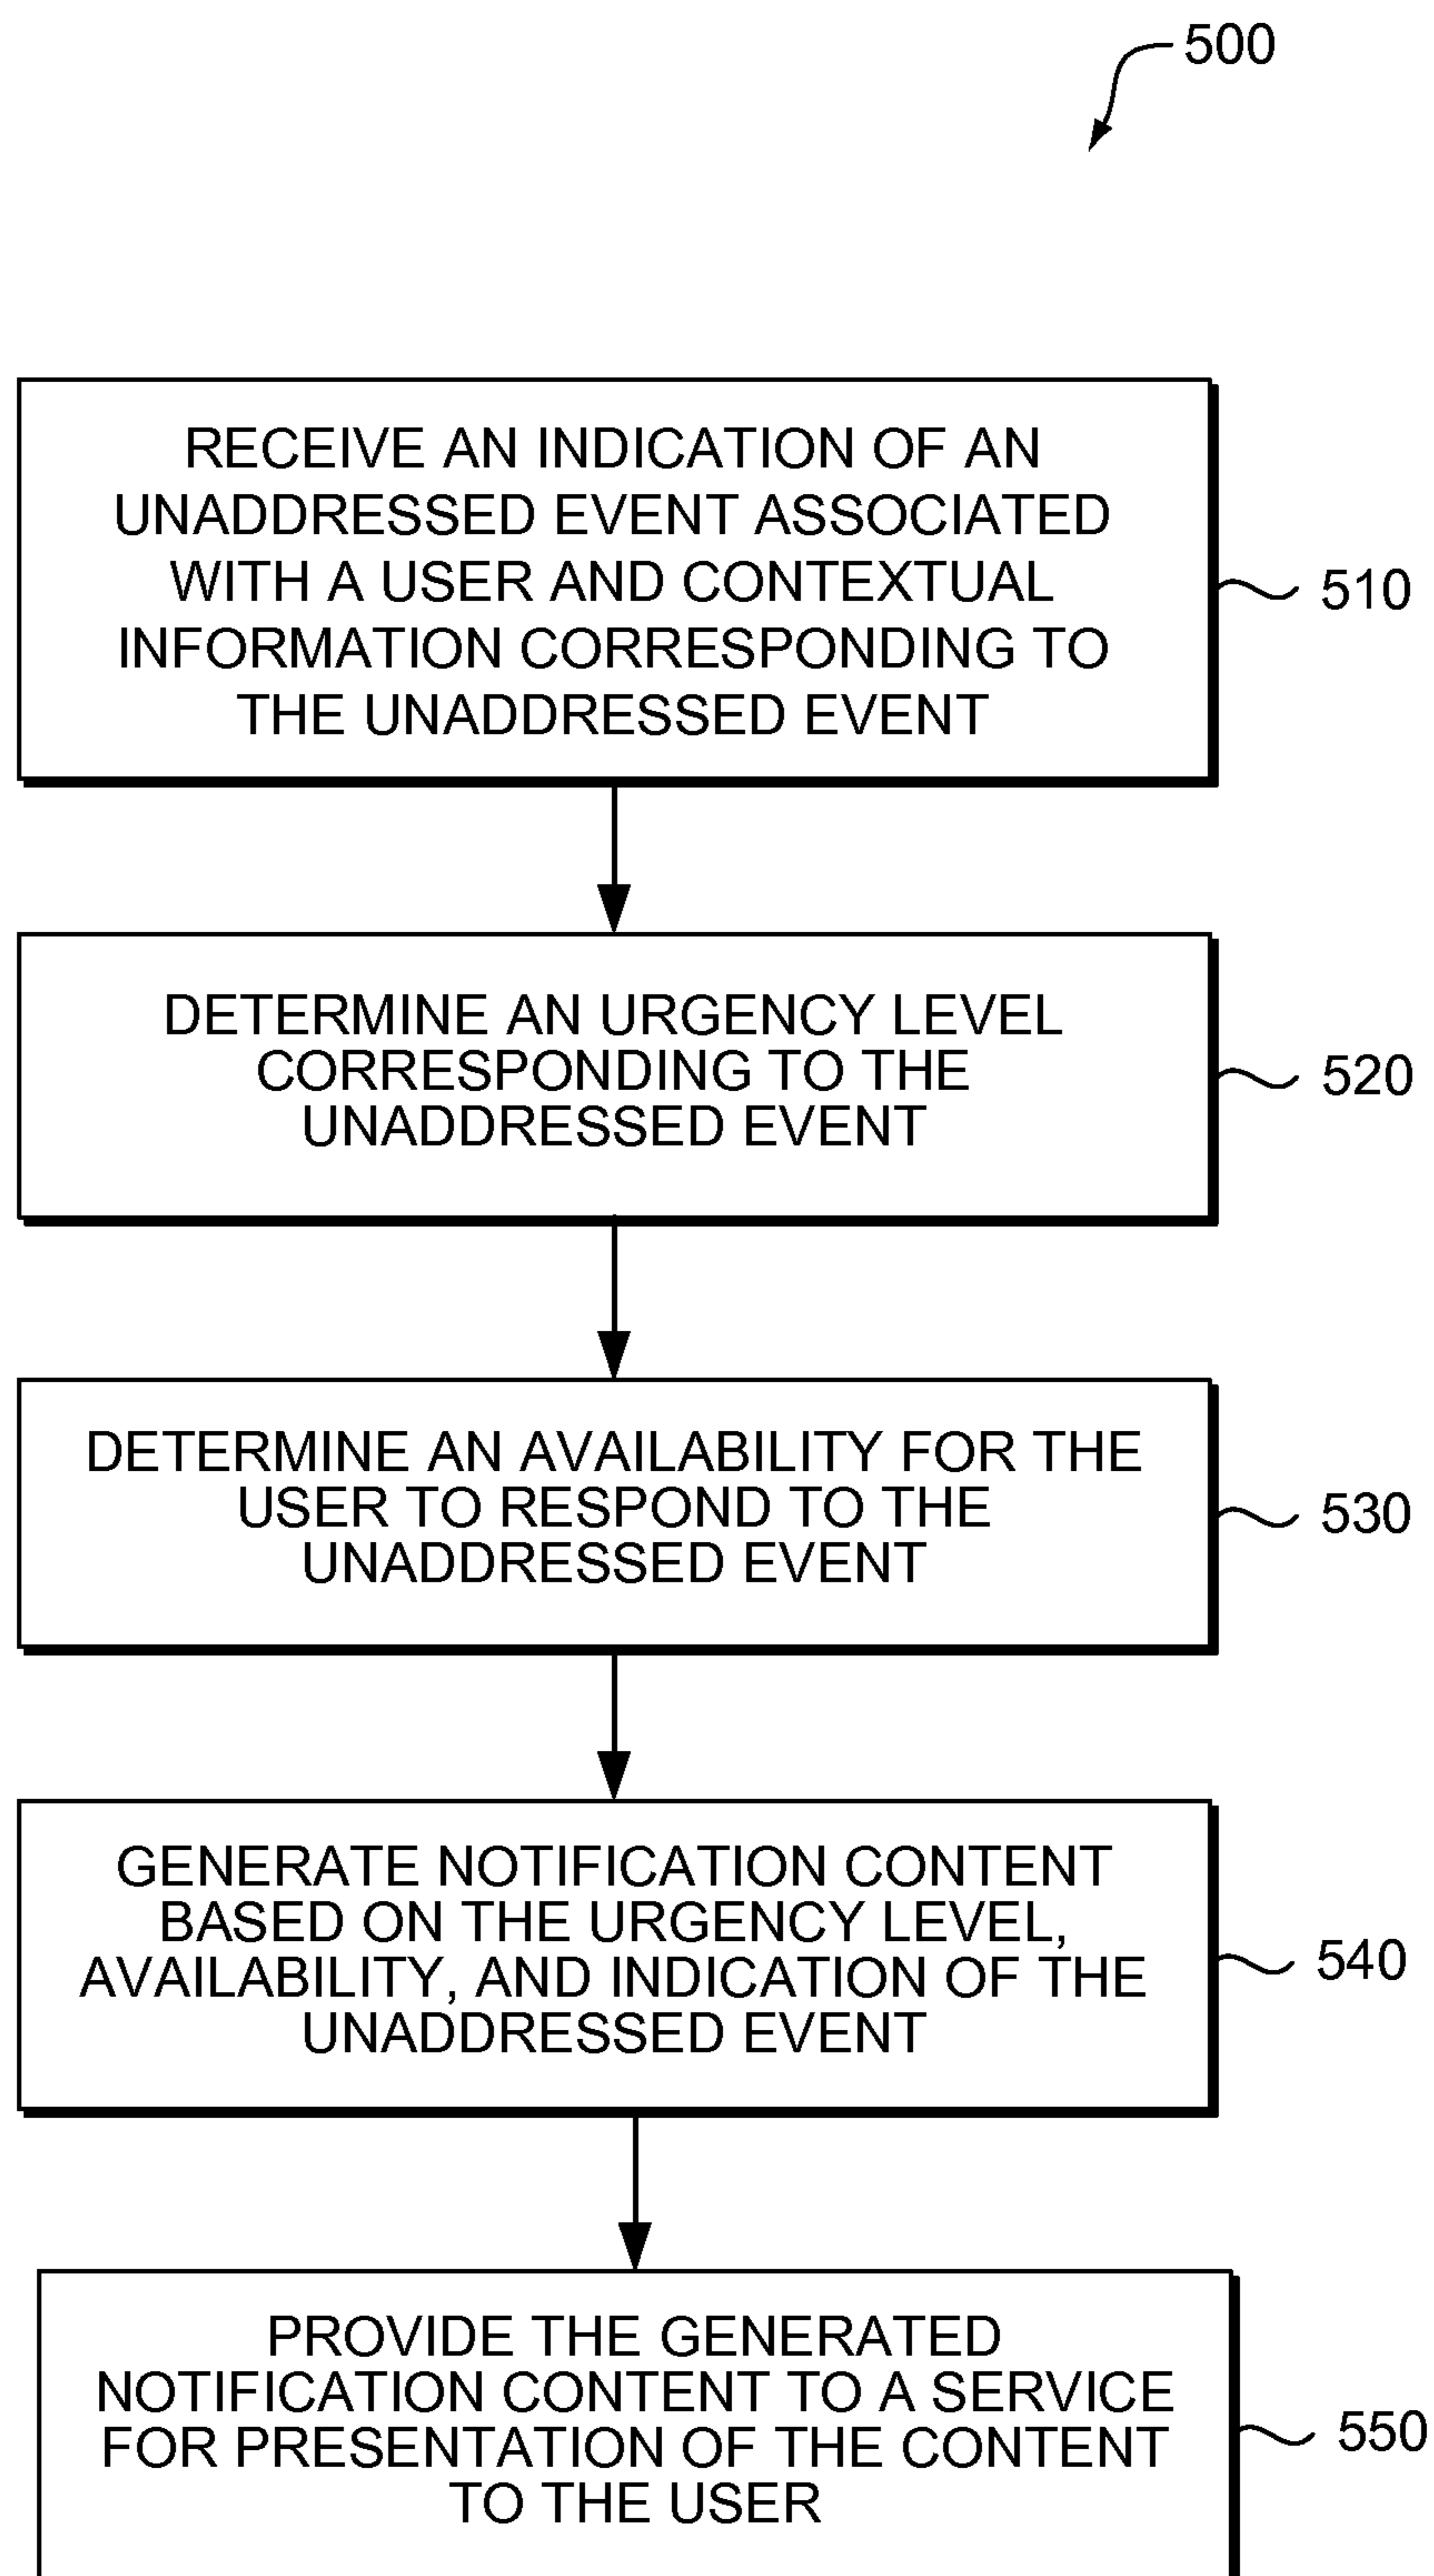 500
RECEIVE AN INDICATION OF AN
UNADDRESSED EVENT ASSOCIATED
WITH A USER AND CONTEXTUAL
INFORMATION CORRESPONDING TO
THE UNADDRESSED EVENT
510
DETERMINE AN URGENCY LEVEL
CORRESPONDING TO THE
UNADDRESSED EVENT
520
DETERMINE AN AVAILABILITY FOR THE
USER TO RESPOND TO THE
UNADDRESSED EVENT
530
GENERATE NOTIFICATION CONTENT
BASED ON THE URGENCY LEVEL,
AVAILABILITY, AND INDICATION OF THE
UNADDRESSED EVENT
540
PROVIDE THE GENERATED
NOTIFICATION CONTENT TO A SERVICE
FOR PRESENTATION OF THE CONTENT
TO THE USER
550